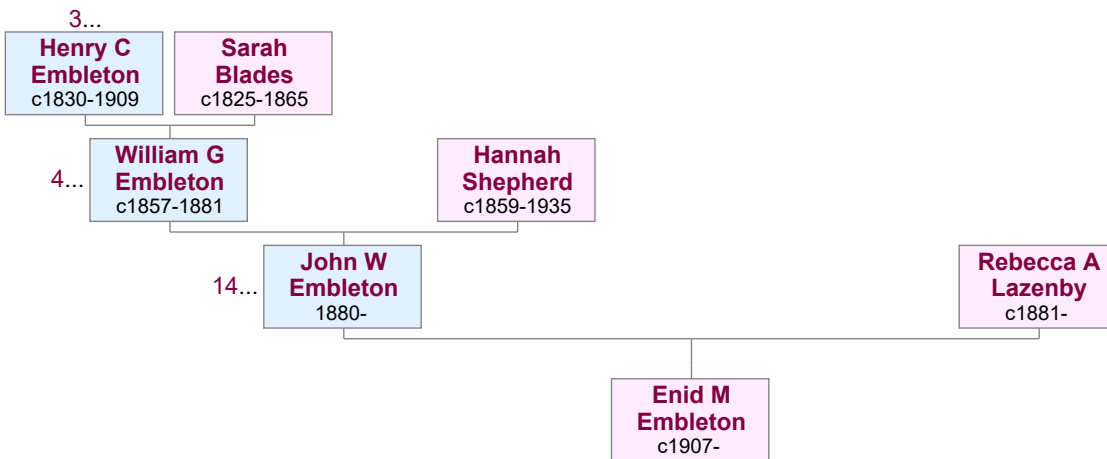 3...
Henry C
Embleton
c1830-1909
Sarah
Blades
c1825-1865
4...
William G
Embleton
c1857-1881
Hannah
Shepherd
c1859-1935
14...
John W
Embleton
1880-
Rebecca A
Lazenby
c1881-
Enid M
Embleton
c1907-